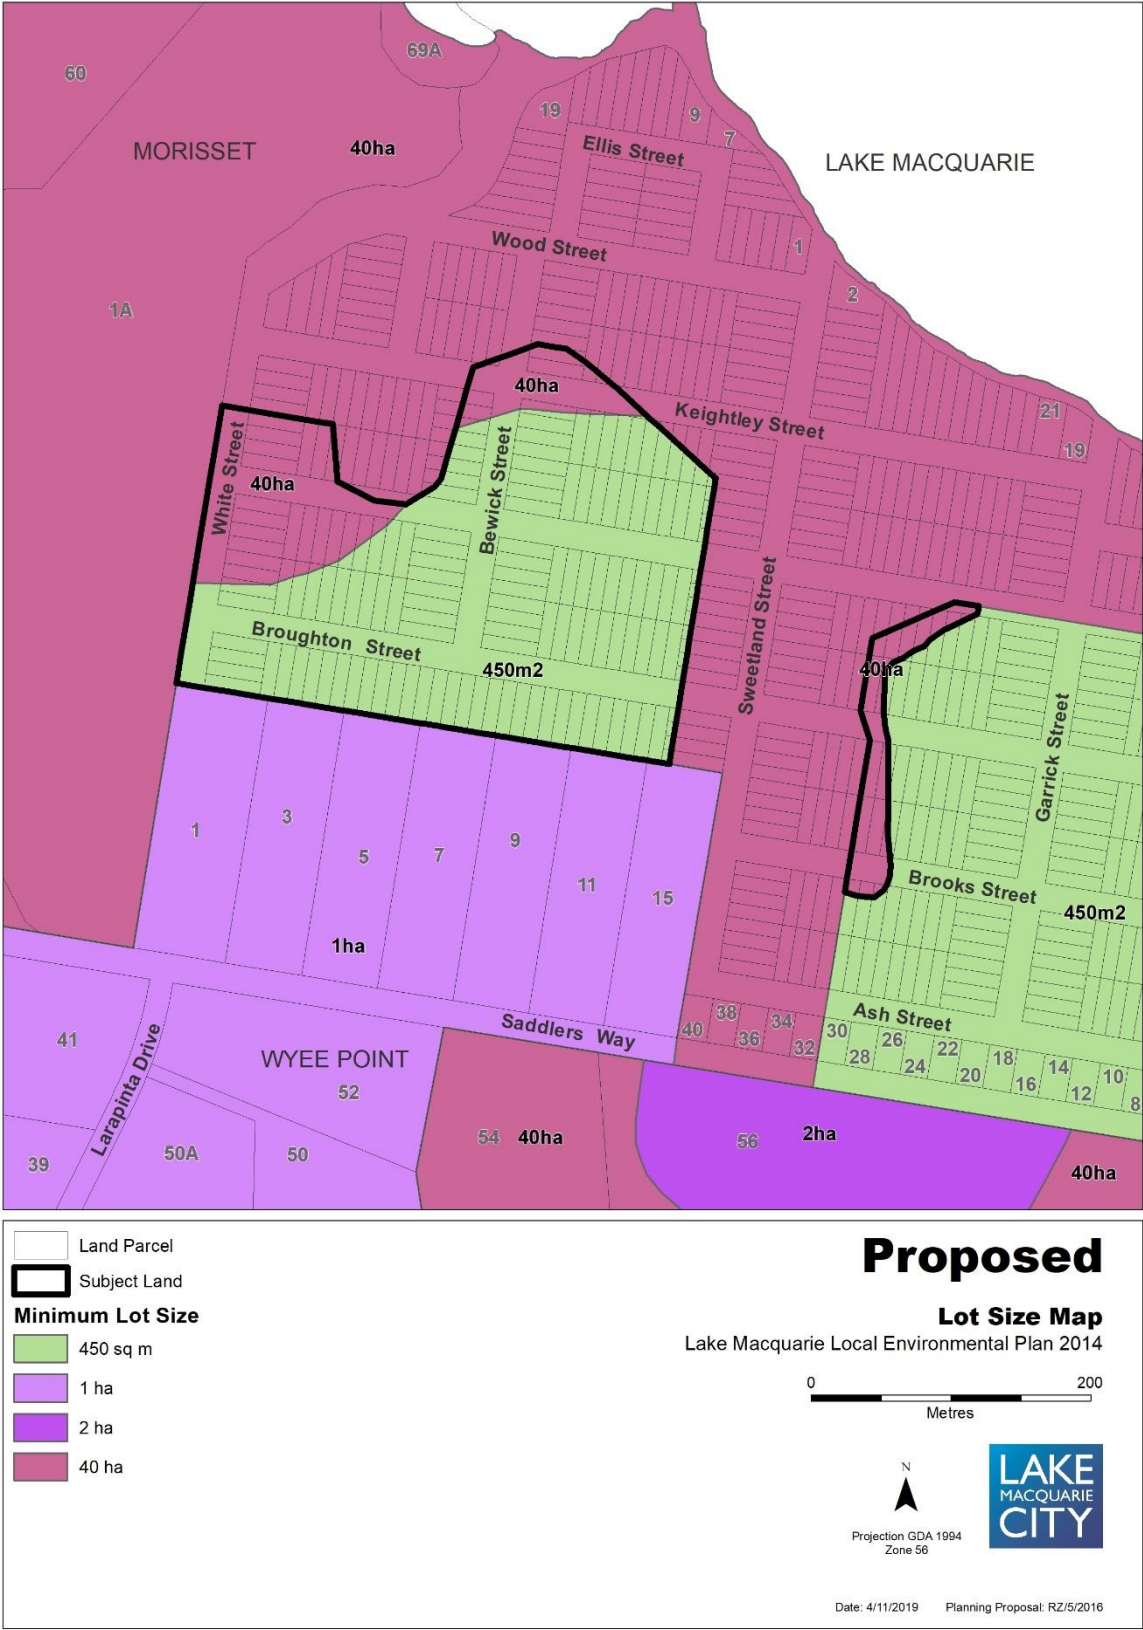 60
69A
MORISSET
40ha
19
9
7
Ellis Street
LAKE MACQUARIE
Wood Street
1
2
1A
40ha
Keightley Street
21
19
White Street
40ha
Bewick Street
Sweetland Street
Broughton Street
450m2
40ha
Garrick Street
1
3
5
7
9
11
15
1ha
Brooks Street
450m2
Saddlers Way
Ash Street
40
38
36
34
32
30
28
26
24
22
20
18
16
14
12
10
8
41
Larapinta Drive
WYEE POINT
52
39
50A
50
54
40ha
56
2ha
40ha
Land Parcel
Subject Land
Minimum Lot Size
450 sq m
1 ha
2 ha
40 ha
Proposed
Lot Size Map
Lake Macquarie Local Environmental Plan 2014
0 200
Metres
N
Projection GDA 1994
Zone 56
LAKE
MACQUARIE
CITY
Date: 4/11/2019 Planning Proposal: RZ/5/2016